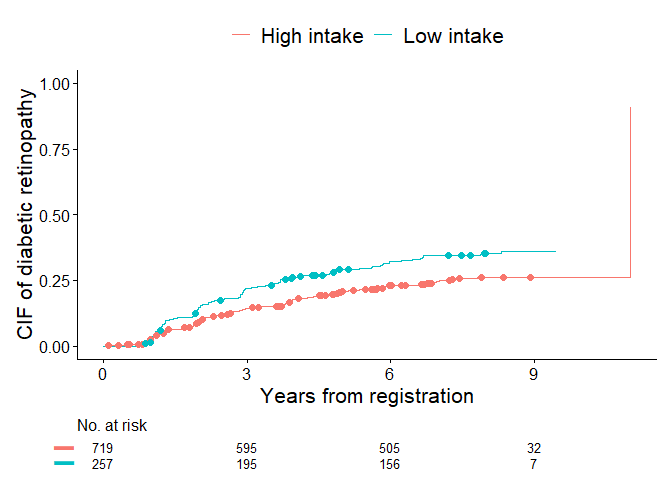 High intake Low intake
CIF of diabetic retinopathy
1.00
0.75
0.50
0.25
0.00
0 3 6 9
Years from registration
No. at risk
719 595 505 32
257 195 156 7